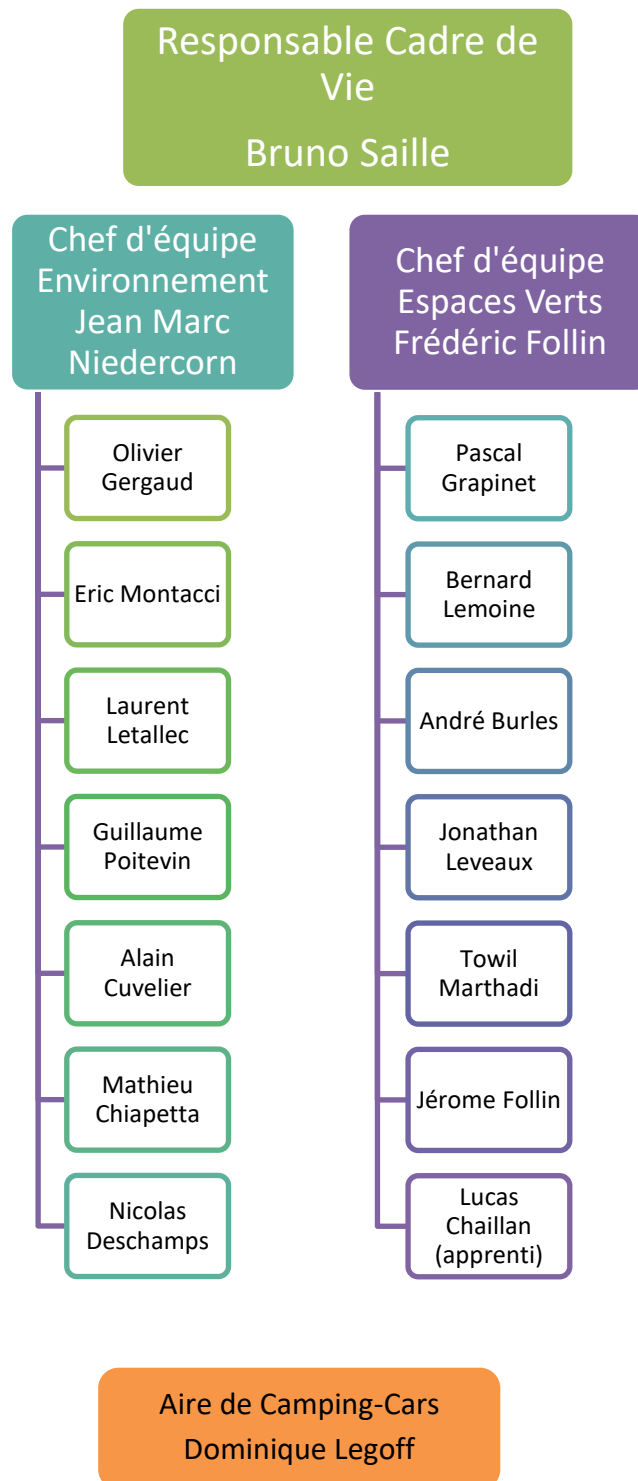 Responsable Cadre de
Vie
Bruno Saille
Chef d'équipe
Environnement
Jean Marc
Niedercorn
Olivier
Gergaud
Eric Montacci
Laurent
Letallec
Guillaume
Poitevin
Alain
Cuvelier
Mathieu
Chiapetta
Nicolas
Deschamps
Chef d'équipe
Espaces Verts
Frédéric Follin
Pascal
Grapinet
Bernard
Lemoine
André Burles
Jonathan
Leveaux
Towil
Marthadi
Jérome Follin
Lucas
Chaillan
(apprenti)
Aire de Camping-Cars
Dominique Legoff